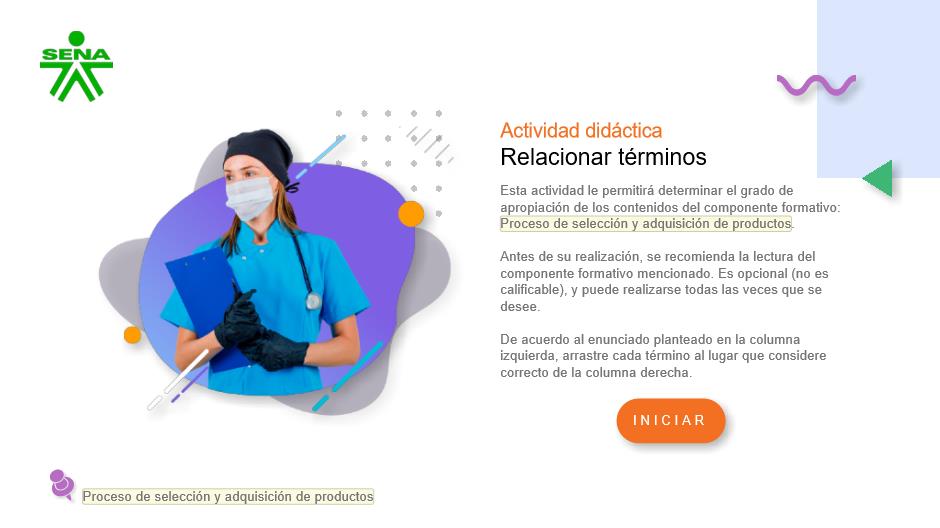 SENA
Actividad didáctica
Relacionar términos
Esta actividad le permitirá determinar el grado de
apropiación de los contenidos del componente formativo:
Proceso de selección y adquisición de productos.
Antes de su realización, se recomienda la lectura del
componente formativo mencionado. Es opcional (no es
calificable), y puede realizarse todas las veces que se
desee.
De acuerdo al enunciado planteado en la columna
izquierda, arrastre cada término al lugar que considere
correcto de la columna derecha.
INICIAR
Proceso de selección y adquisición de productos